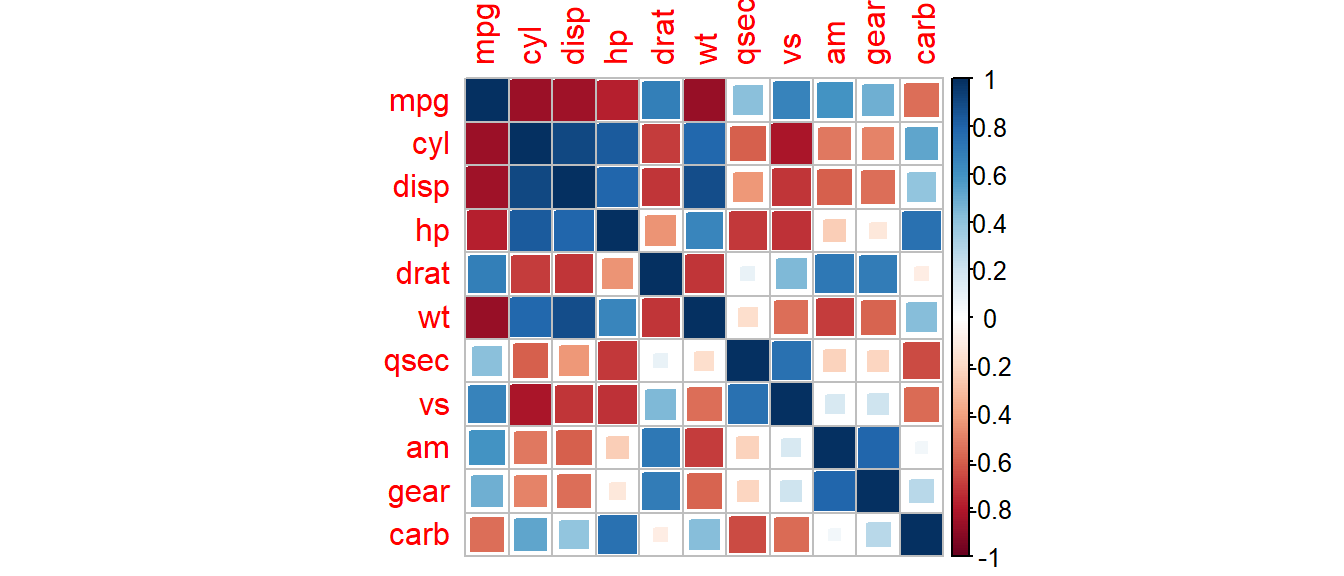 mpg cyl disp hp drat wt qsec vs am gear carb
mpg
cyl
disp
hp
drat
wt
qsec
vs
am
gear
carb
1
0.8
0.6
0.4
0.2
0
-0.2
-0.4
-0.6
-0.8
-1